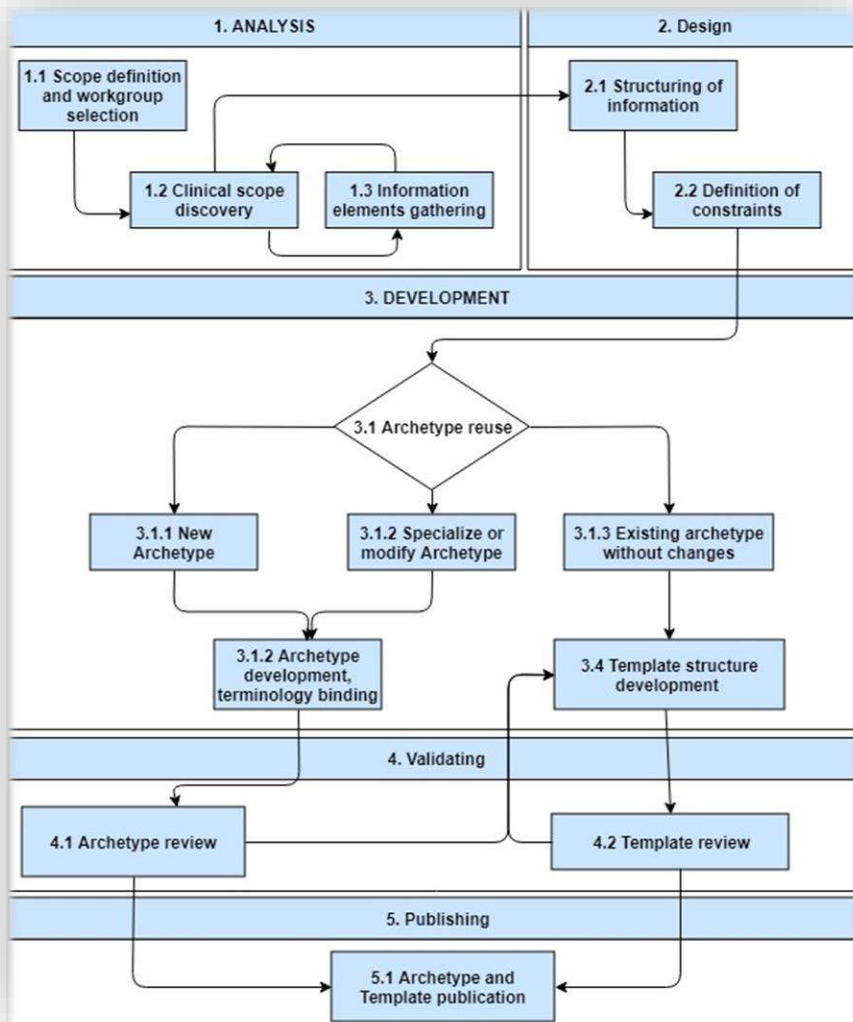 1. ANALYSIS
2. Design
1.1 Scope definition
and workgroup
selection
2.1 Structuring of
information
1.2 Clinical scope
discovery
1.3 Information
elements gathering
2.2 Definition of
constraints
3. DEVELOPMENT
3.1 Archetype reuse
3.1.1 New
Archetype
3.1.2 Specialize or
modify Archetype
3.1.3 Existing archetype
without changes
3.1.2 Archetype
development,
terminology binding
3.4 Template structure
development
4. Validating
4.1 Archetype review
4.2 Template review
5. Publishing
5.1 Archetype and
Template publication